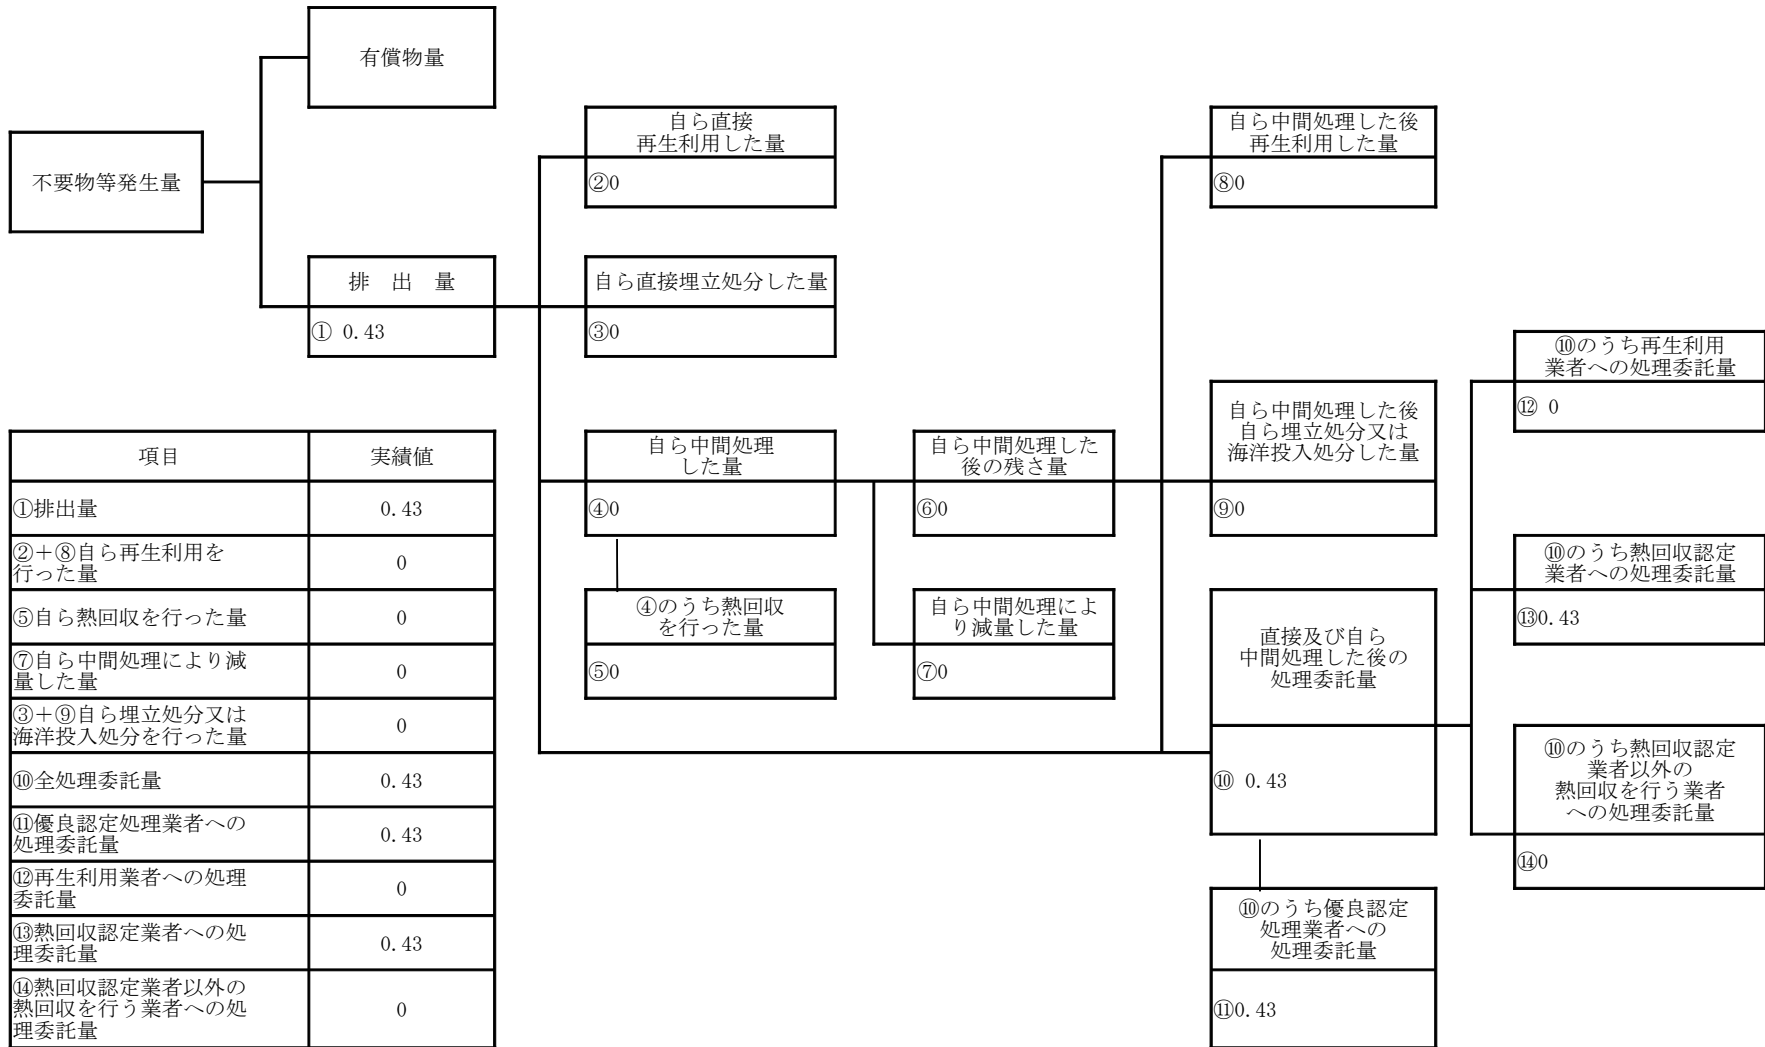 有償物量
不要物等発生量
排　出　量
① 0.43
自ら直接
再生利用した量
②0
自ら直接埋立処分した量
③0
自ら中間処理
した量
④0
④のうち熱回収
を行った量
⑤0
自ら中間処理した
後の残さ量
⑥0
自ら中間処理によ
り減量した量
⑦0
自ら中間処理した後
再生利用した量
⑧0
自ら中間処理した後
自ら埋立処分又は
海洋投入処分した量
⑨0
直接及び自ら
中間処理した後の
処理委託量
⑩ 0.43
⑩のうち優良認定
処理業者への
処理委託量
⑪0.43
⑩のうち再生利用
業者への処理委託量
⑫ 0
⑩のうち熱回収認定
業者への処理委託量
⑬0.43
⑩のうち熱回収認定
業者以外の
熱回収を行う業者
への処理委託量
⑭0
項目 実績値
①排出量 0.43
②＋⑧自ら再生利用を
行った量 0
⑤自ら熱回収を行った量 0
⑦自ら中間処理により減
量した量 0
③＋⑨自ら埋立処分又は
海洋投入処分を行った量 0
⑩全処理委託量 0.43
⑪優良認定処理業者への
処理委託量 0.43
⑫再生利用業者への処理
委託量 0
⑬熱回収認定業者への処
理委託量 0.43
⑭熱回収認定業者以外の
熱回収を行う業者への処
理委託量 0